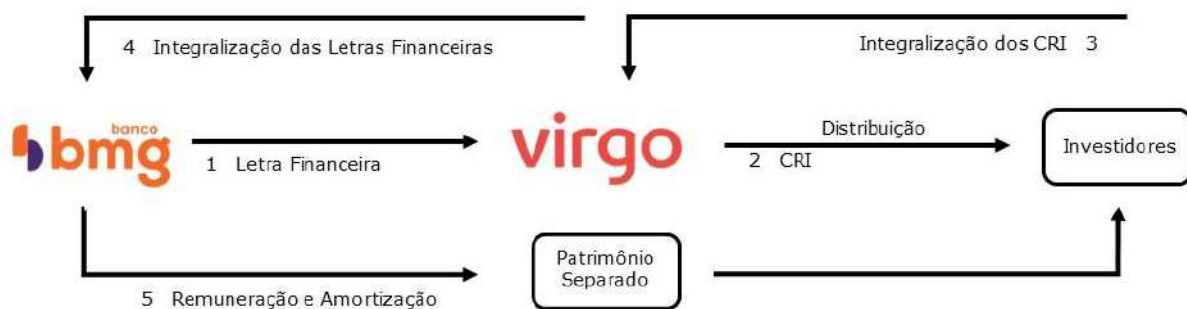 4 Integralização das Letras Financeiras
Integralização dos CRI 3
banco
bmg
virgo
Distribuição
Investidores
1 Letra Financeira
2 CRI
Patrimônio
Separado
5 Remuneração e Amortização